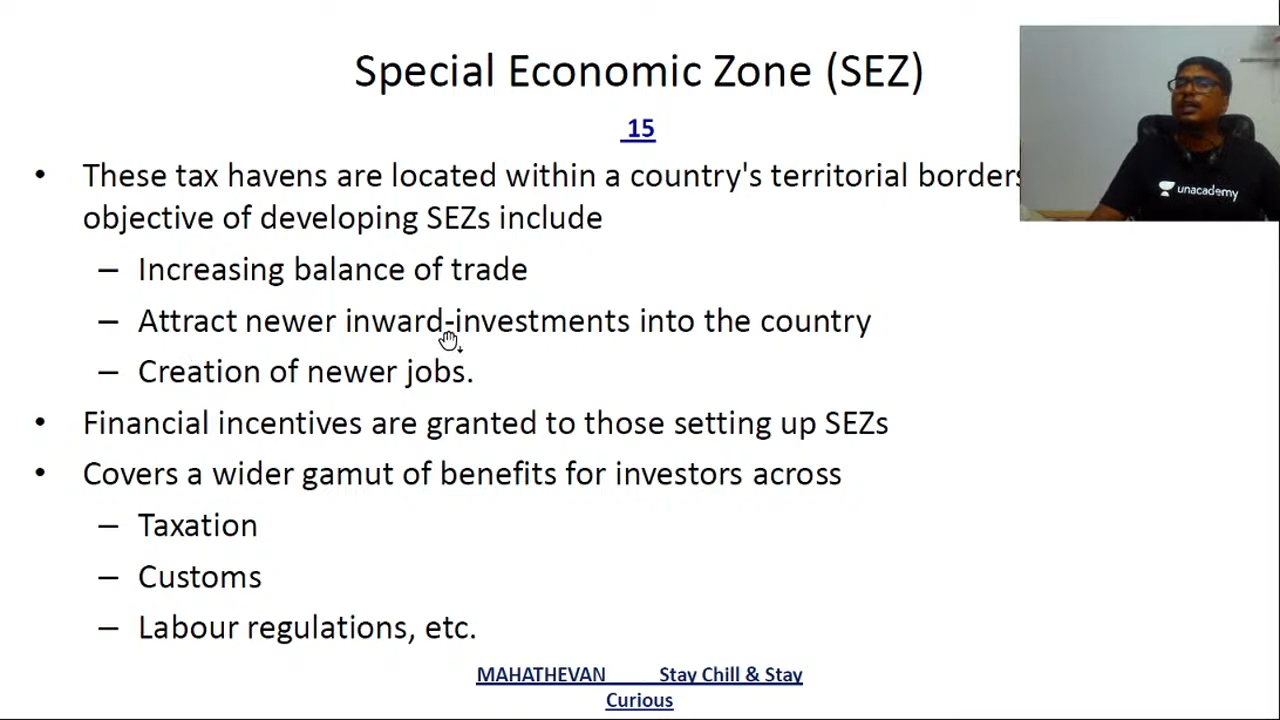 Special Economic Zone (SEZ)
15
• These tax havens are located within a country's territorial borders
objective of developing SEZs include
– Increasing balance of trade
– Attract newer inward-investments into the country
– Creation of newer jobs.
• Financial incentives are granted to those setting up SEZs
• Covers a wider gamut of benefits for investors across
– Taxation
– Customs
– Labour regulations, etc.
MAHATHEVAN Stay Chill & Stay
Curious
unacademy